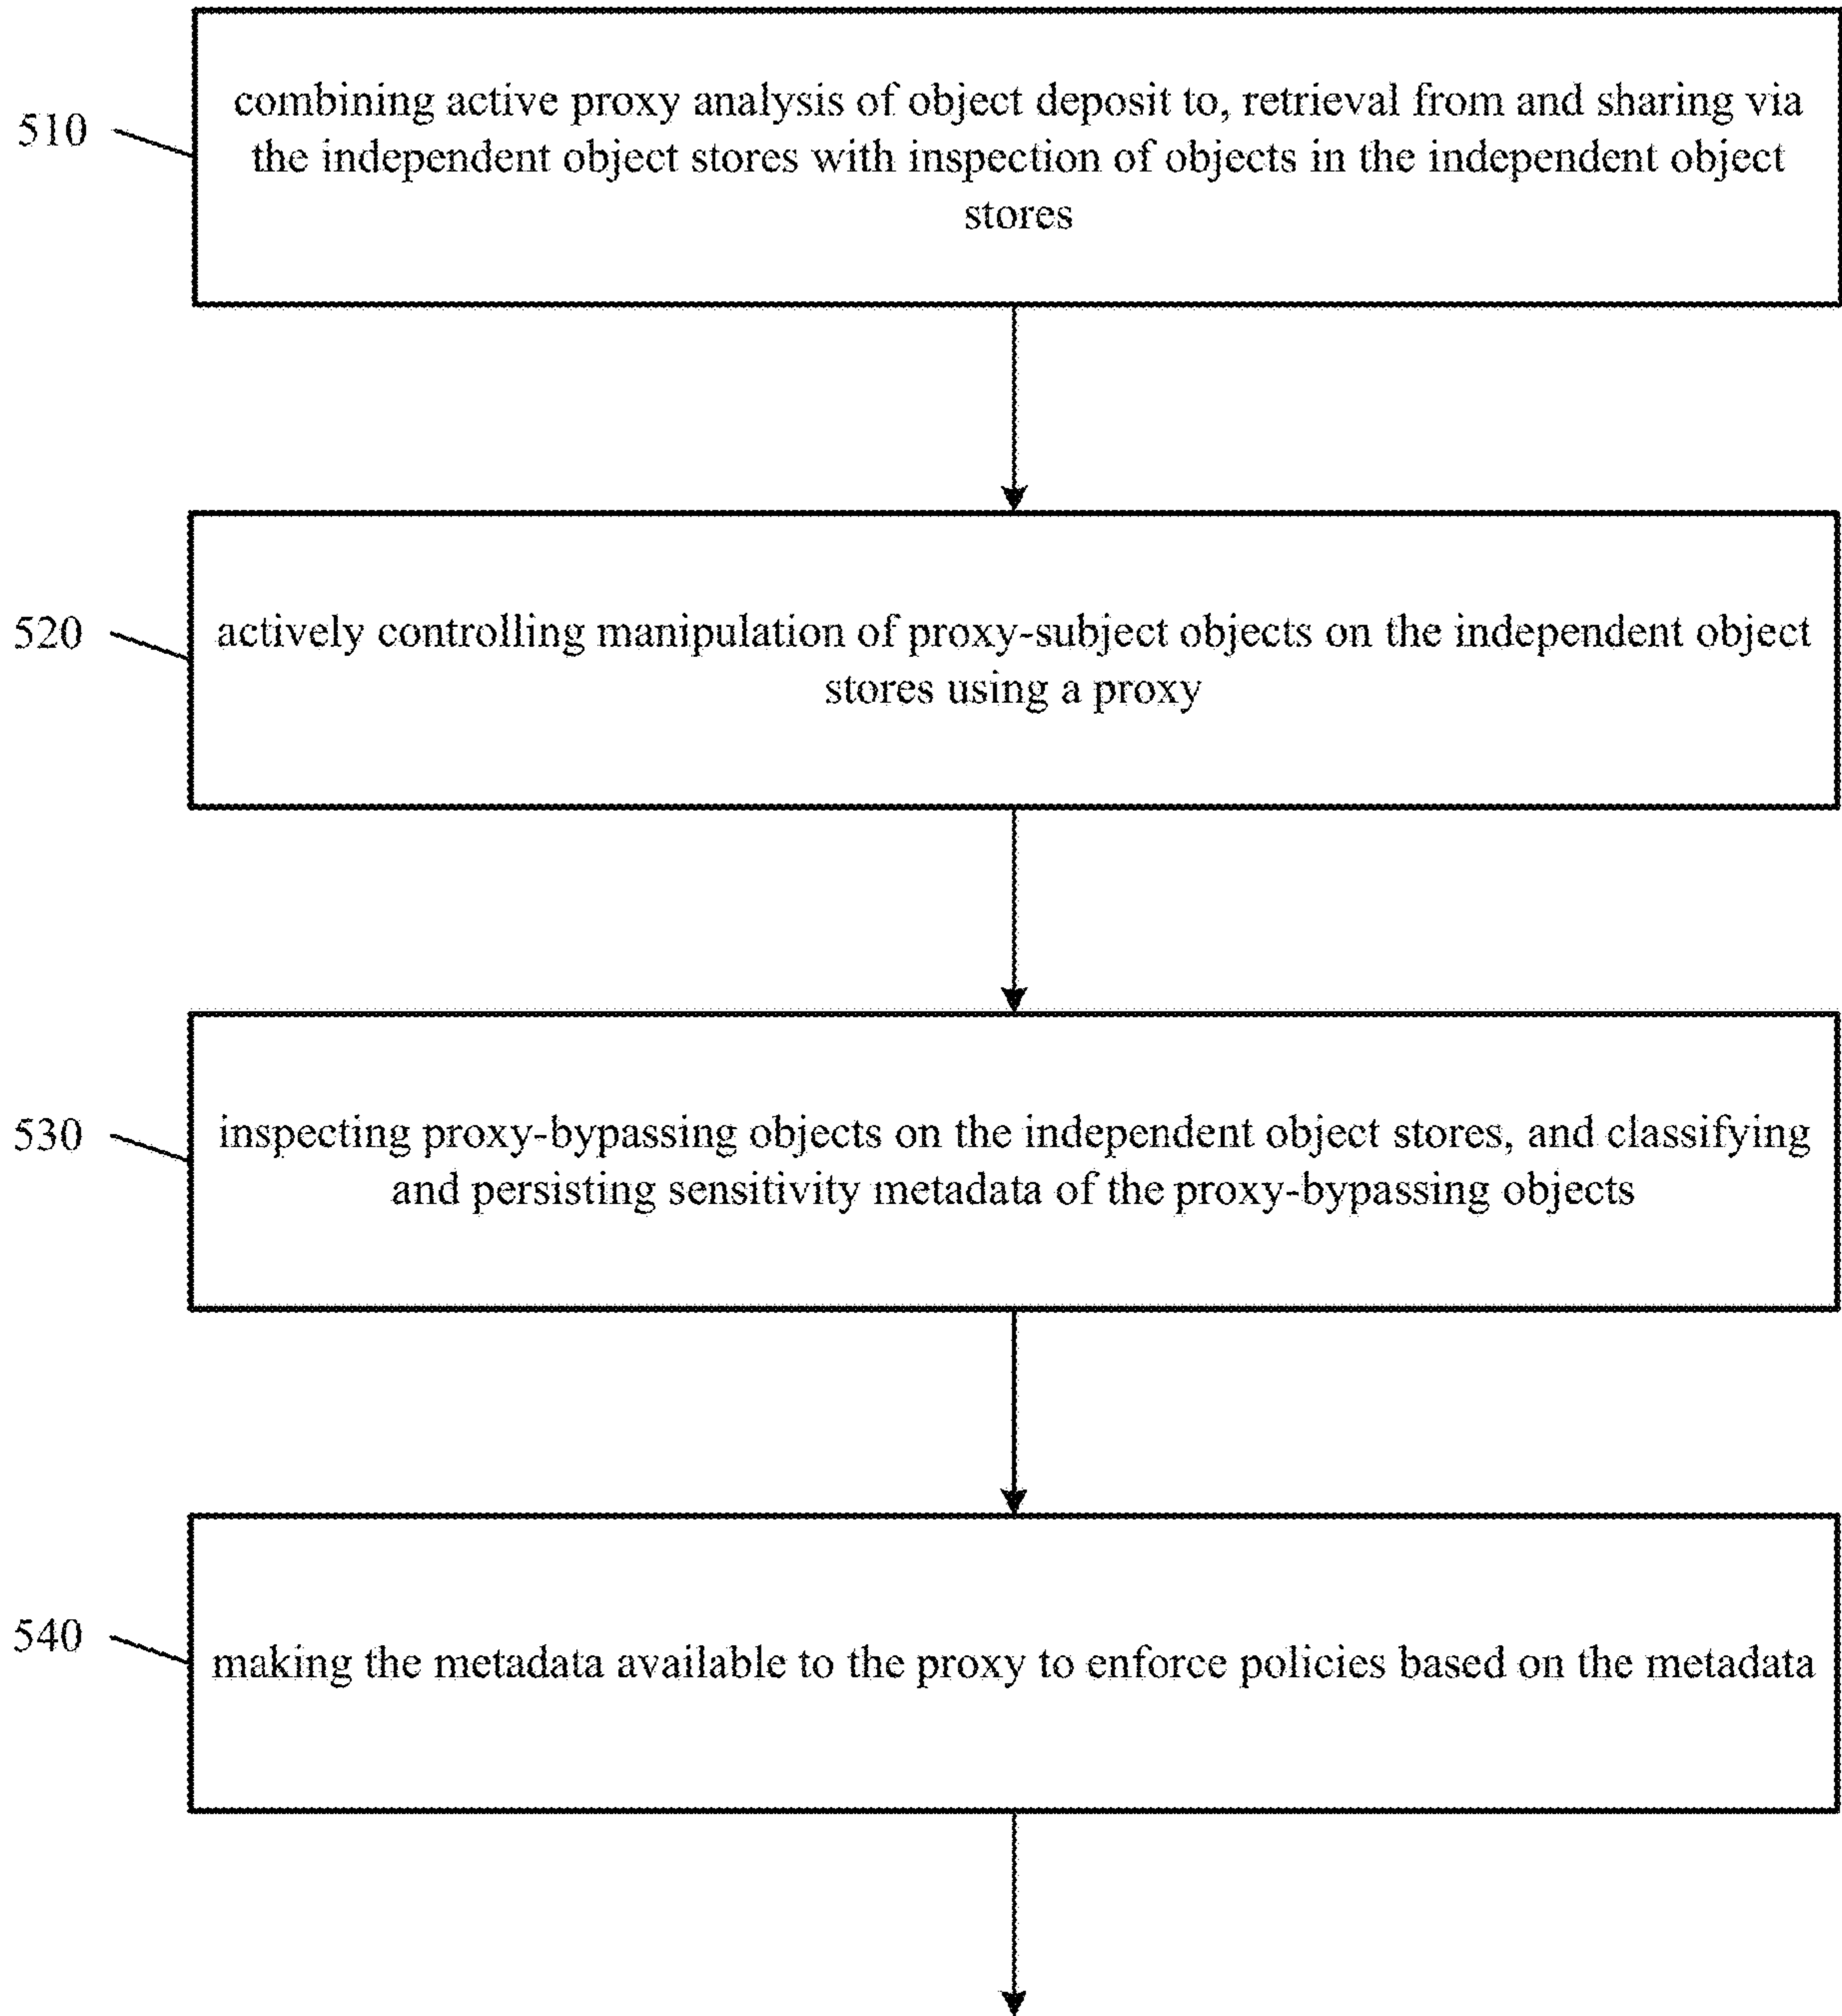 510
combining active proxy analysis of object deposit to, retrieval from and sharing via
the independent object stores with inspection of objects in the independent object
stores
520
actively controlling manipulation of proxy-subject objects on the independent object
stores using a proxy
530
inspecting proxy-bypassing objects on the independent object stores, and classifying
and persisting sensitivity metadata of the proxy-bypassing objects
540
making the metadata available to the proxy to enforce policies based on the metadata